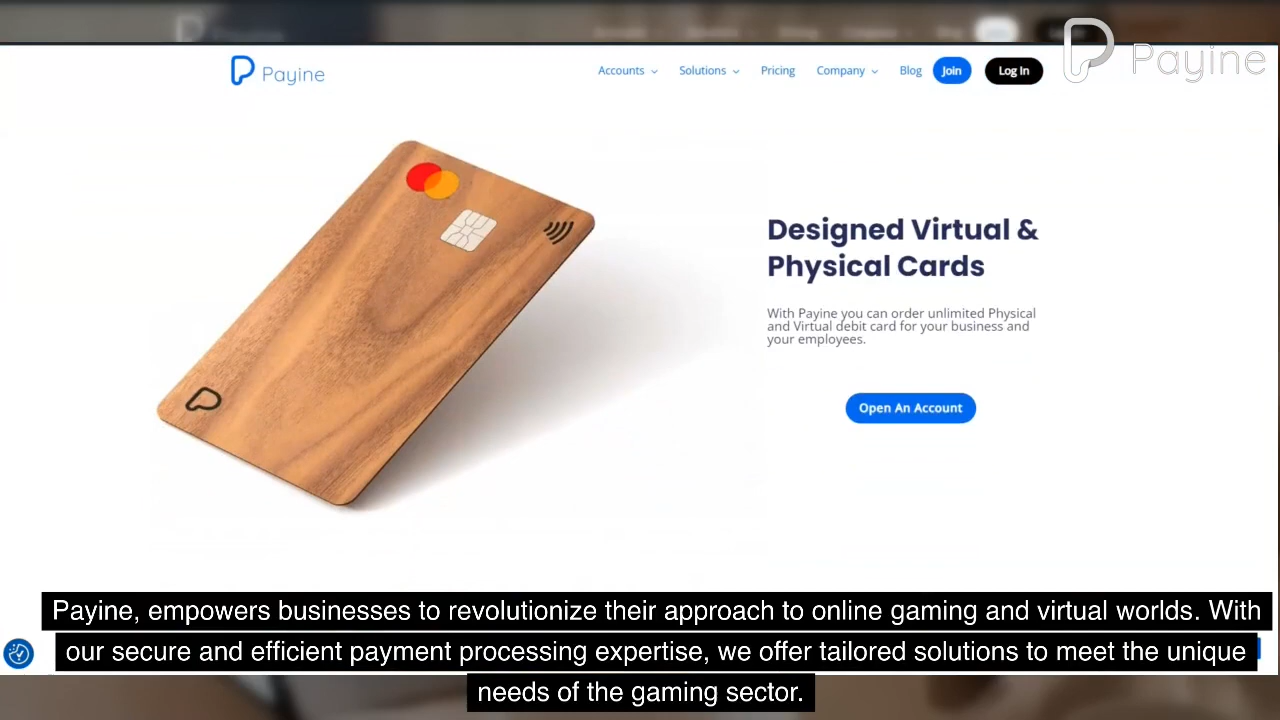 Payine
Accounts Solutions Pricing Company Blog Join Log In
Payine
Designed Virtual &
Physical Cards
With Payine you can order unlimited Physical
and Virtual debit card for your business and
your employees.
Open An Account
Payine, empowers businesses to revolutionize their approach to online gaming and virtual worlds. With
our secure and efficient payment processing expertise, we offer tailored solutions to meet the unique
needs of the gaming sector.